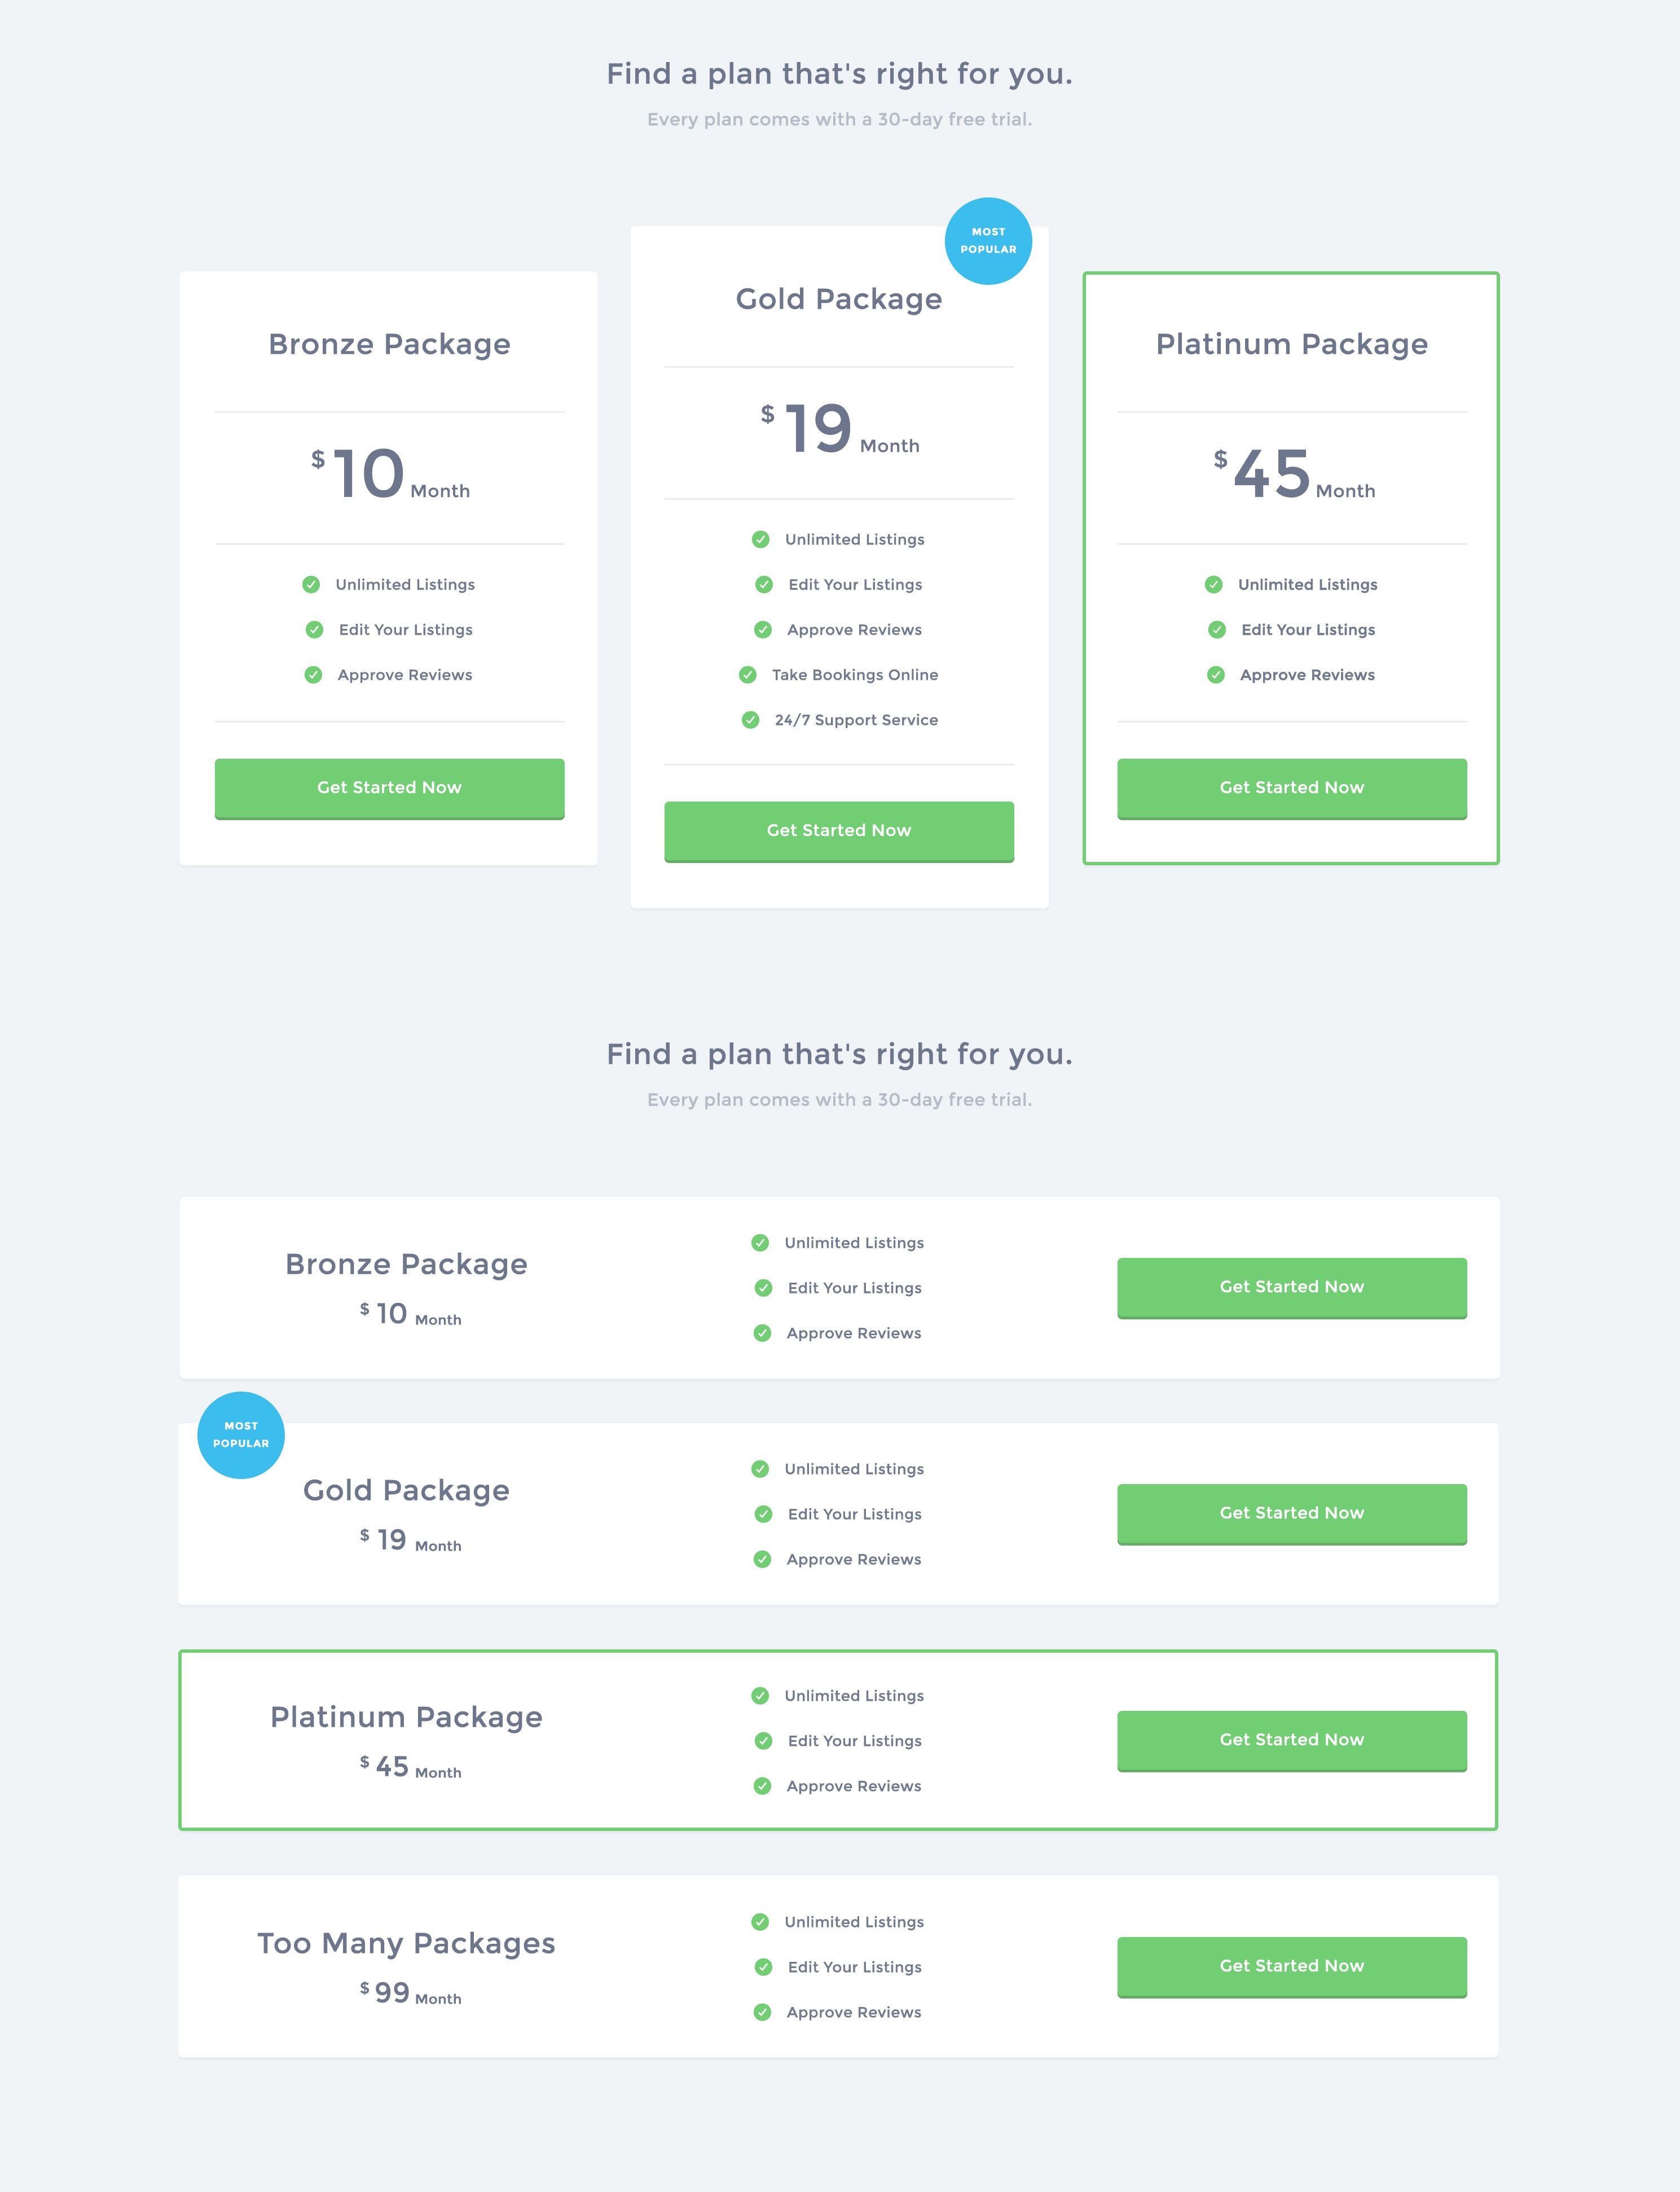 Find a plan that's right for you.
Every plan comes with a 30-day free trial.
Bronze Package
$ 10 Month
Unlimited Listings
Edit Your Listings
Approve Reviews
Get Started Now
MOST
POPULAR
Gold Package
$ 19 Month
Unlimited Listings
Edit Your Listings
Approve Reviews
Take Bookings Online
24/7 Support Service
Get Started Now
Platinum Package
$ 45 Month
Unlimited Listings
Edit Your Listings
Approve Reviews
Get Started Now
Find a plan that's right for you.
Every plan comes with a 30-day free trial.
Bronze Package
$ 10 Month
Unlimited Listings
Edit Your Listings
Approve Reviews
Get Started Now
MOST
POPULAR
Gold Package
$ 19 Month
Unlimited Listings
Edit Your Listings
Approve Reviews
Get Started Now
Platinum Package
$ 45 Month
Unlimited Listings
Edit Your Listings
Approve Reviews
Get Started Now
Too Many Packages
$ 99 Month
Unlimited Listings
Edit Your Listings
Approve Reviews
Get Started Now